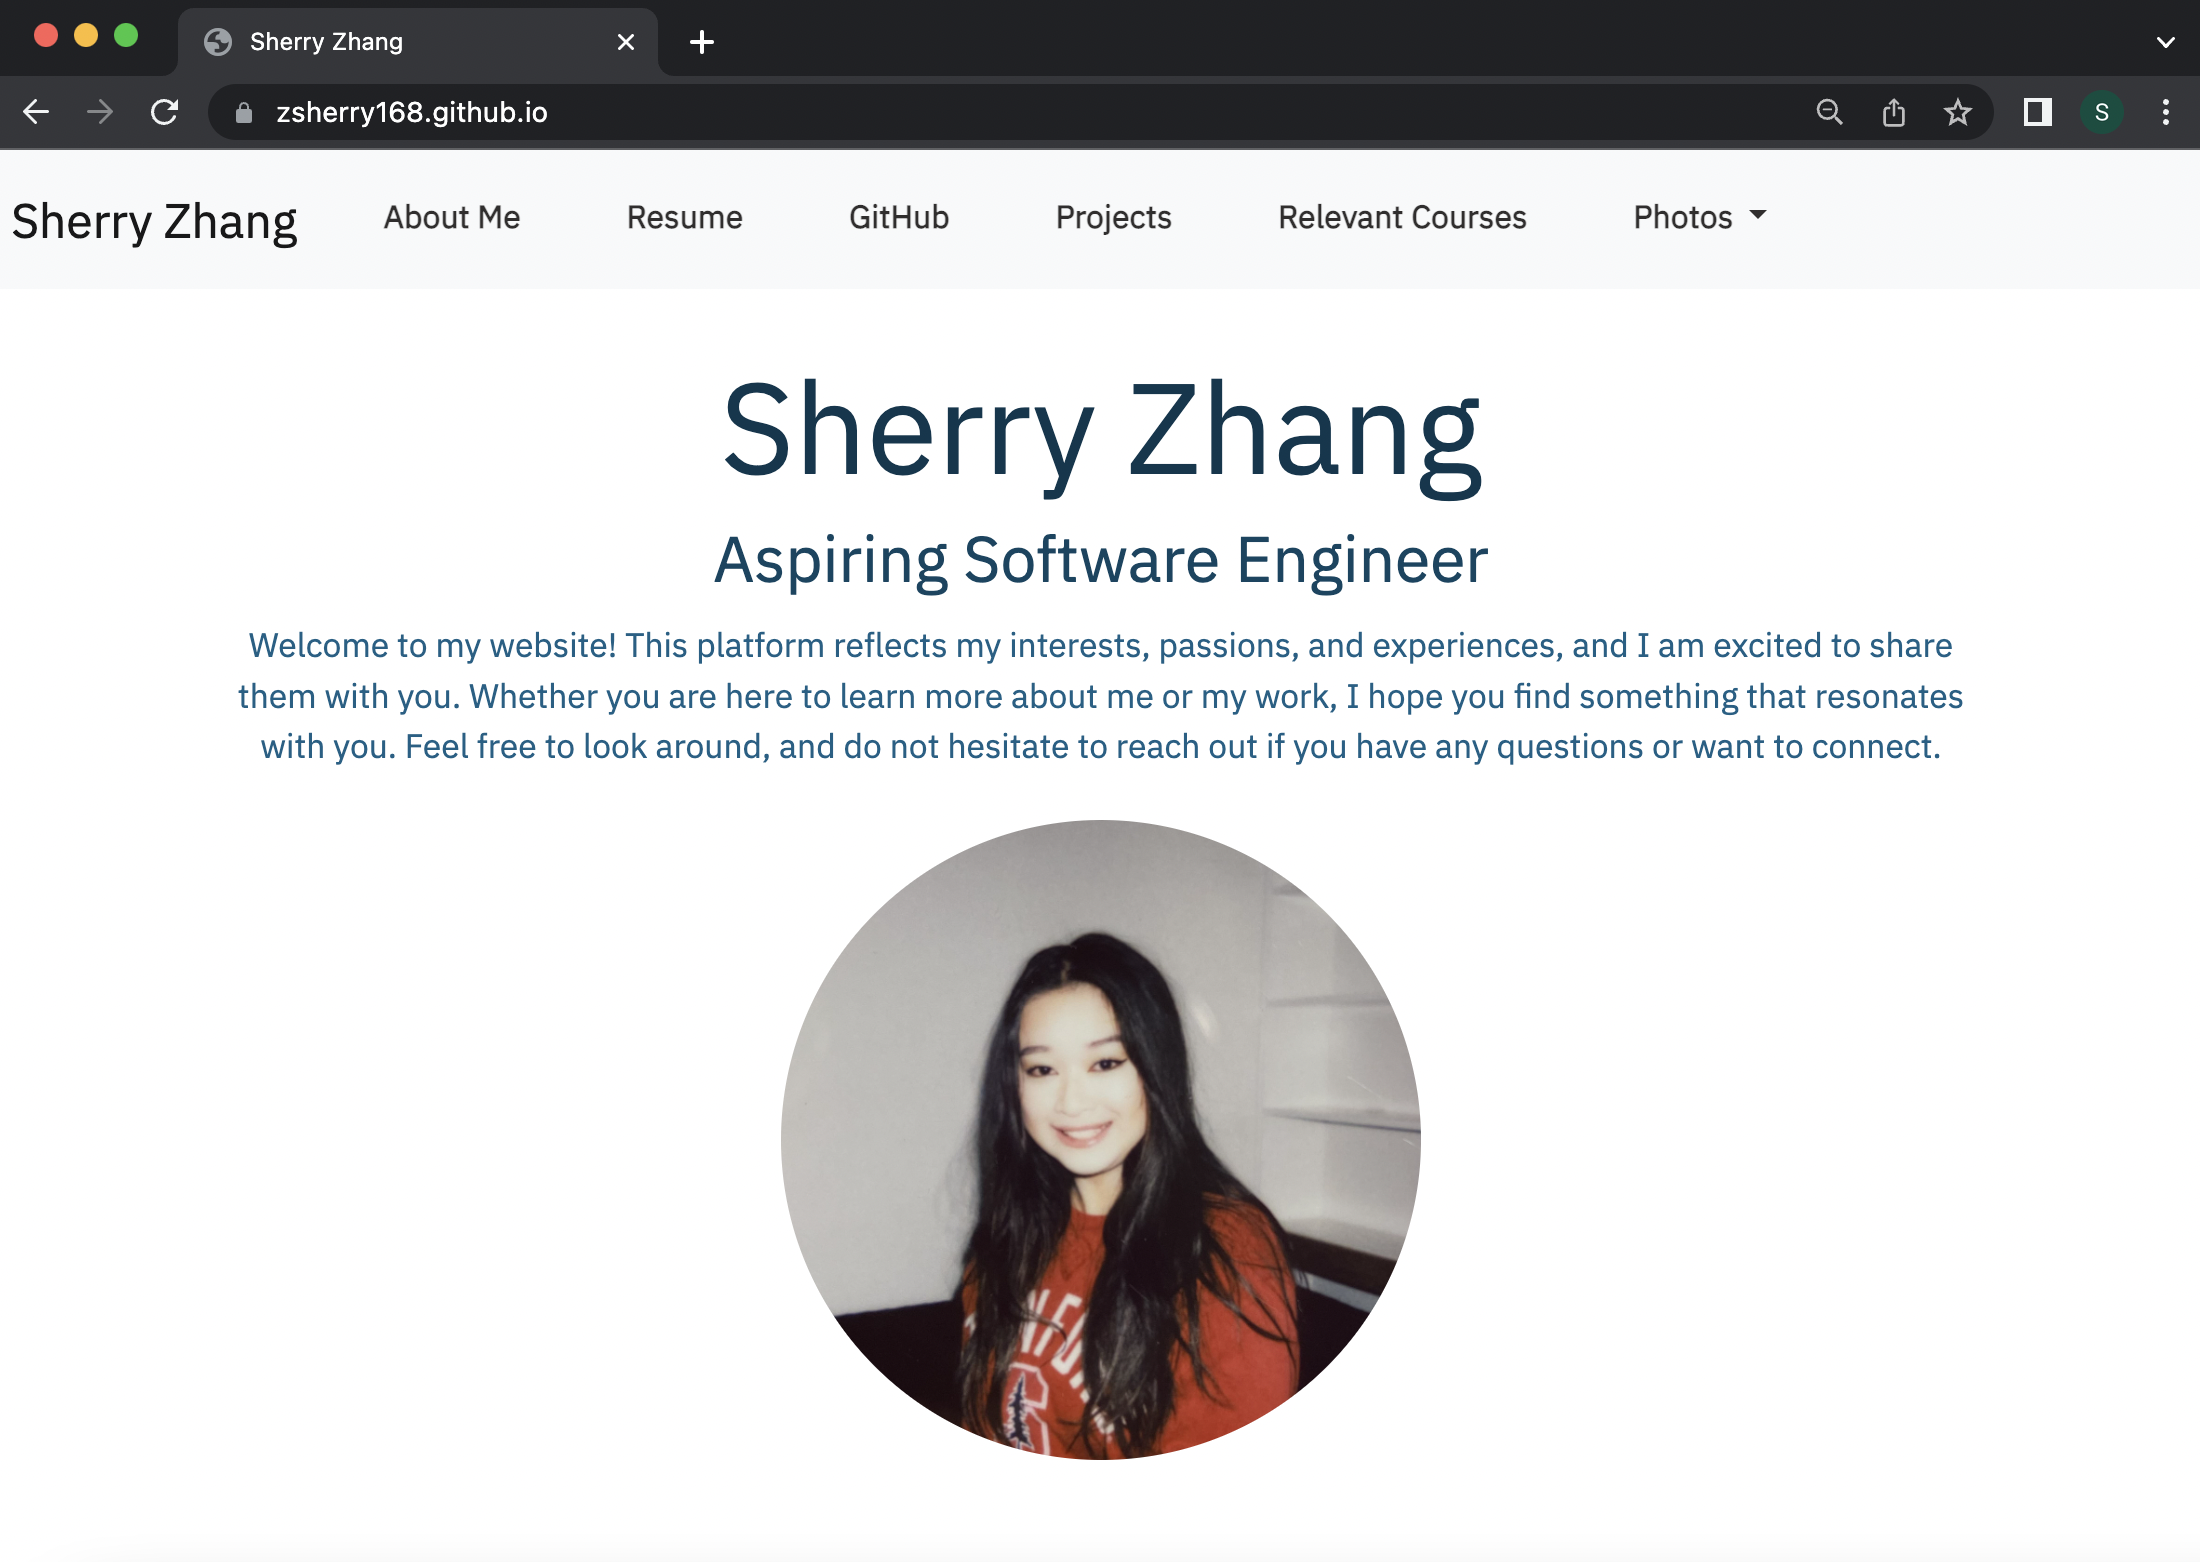 Sherry Zhang
zsherry168.github.io
S
Sherry Zhang
About Me
Resume
GitHub
Projects
Relevant Courses
Photos
Sherry Zhang
Aspiring Software Engineer
Welcome to my website! This platform reflects my interests, passions, and experiences, and I am excited to share
them with you. Whether you are here to learn more about me or my work, I hope you find something that resonates
with you. Feel free to look around, and do not hesitate to reach out if you have any questions or want to connect.